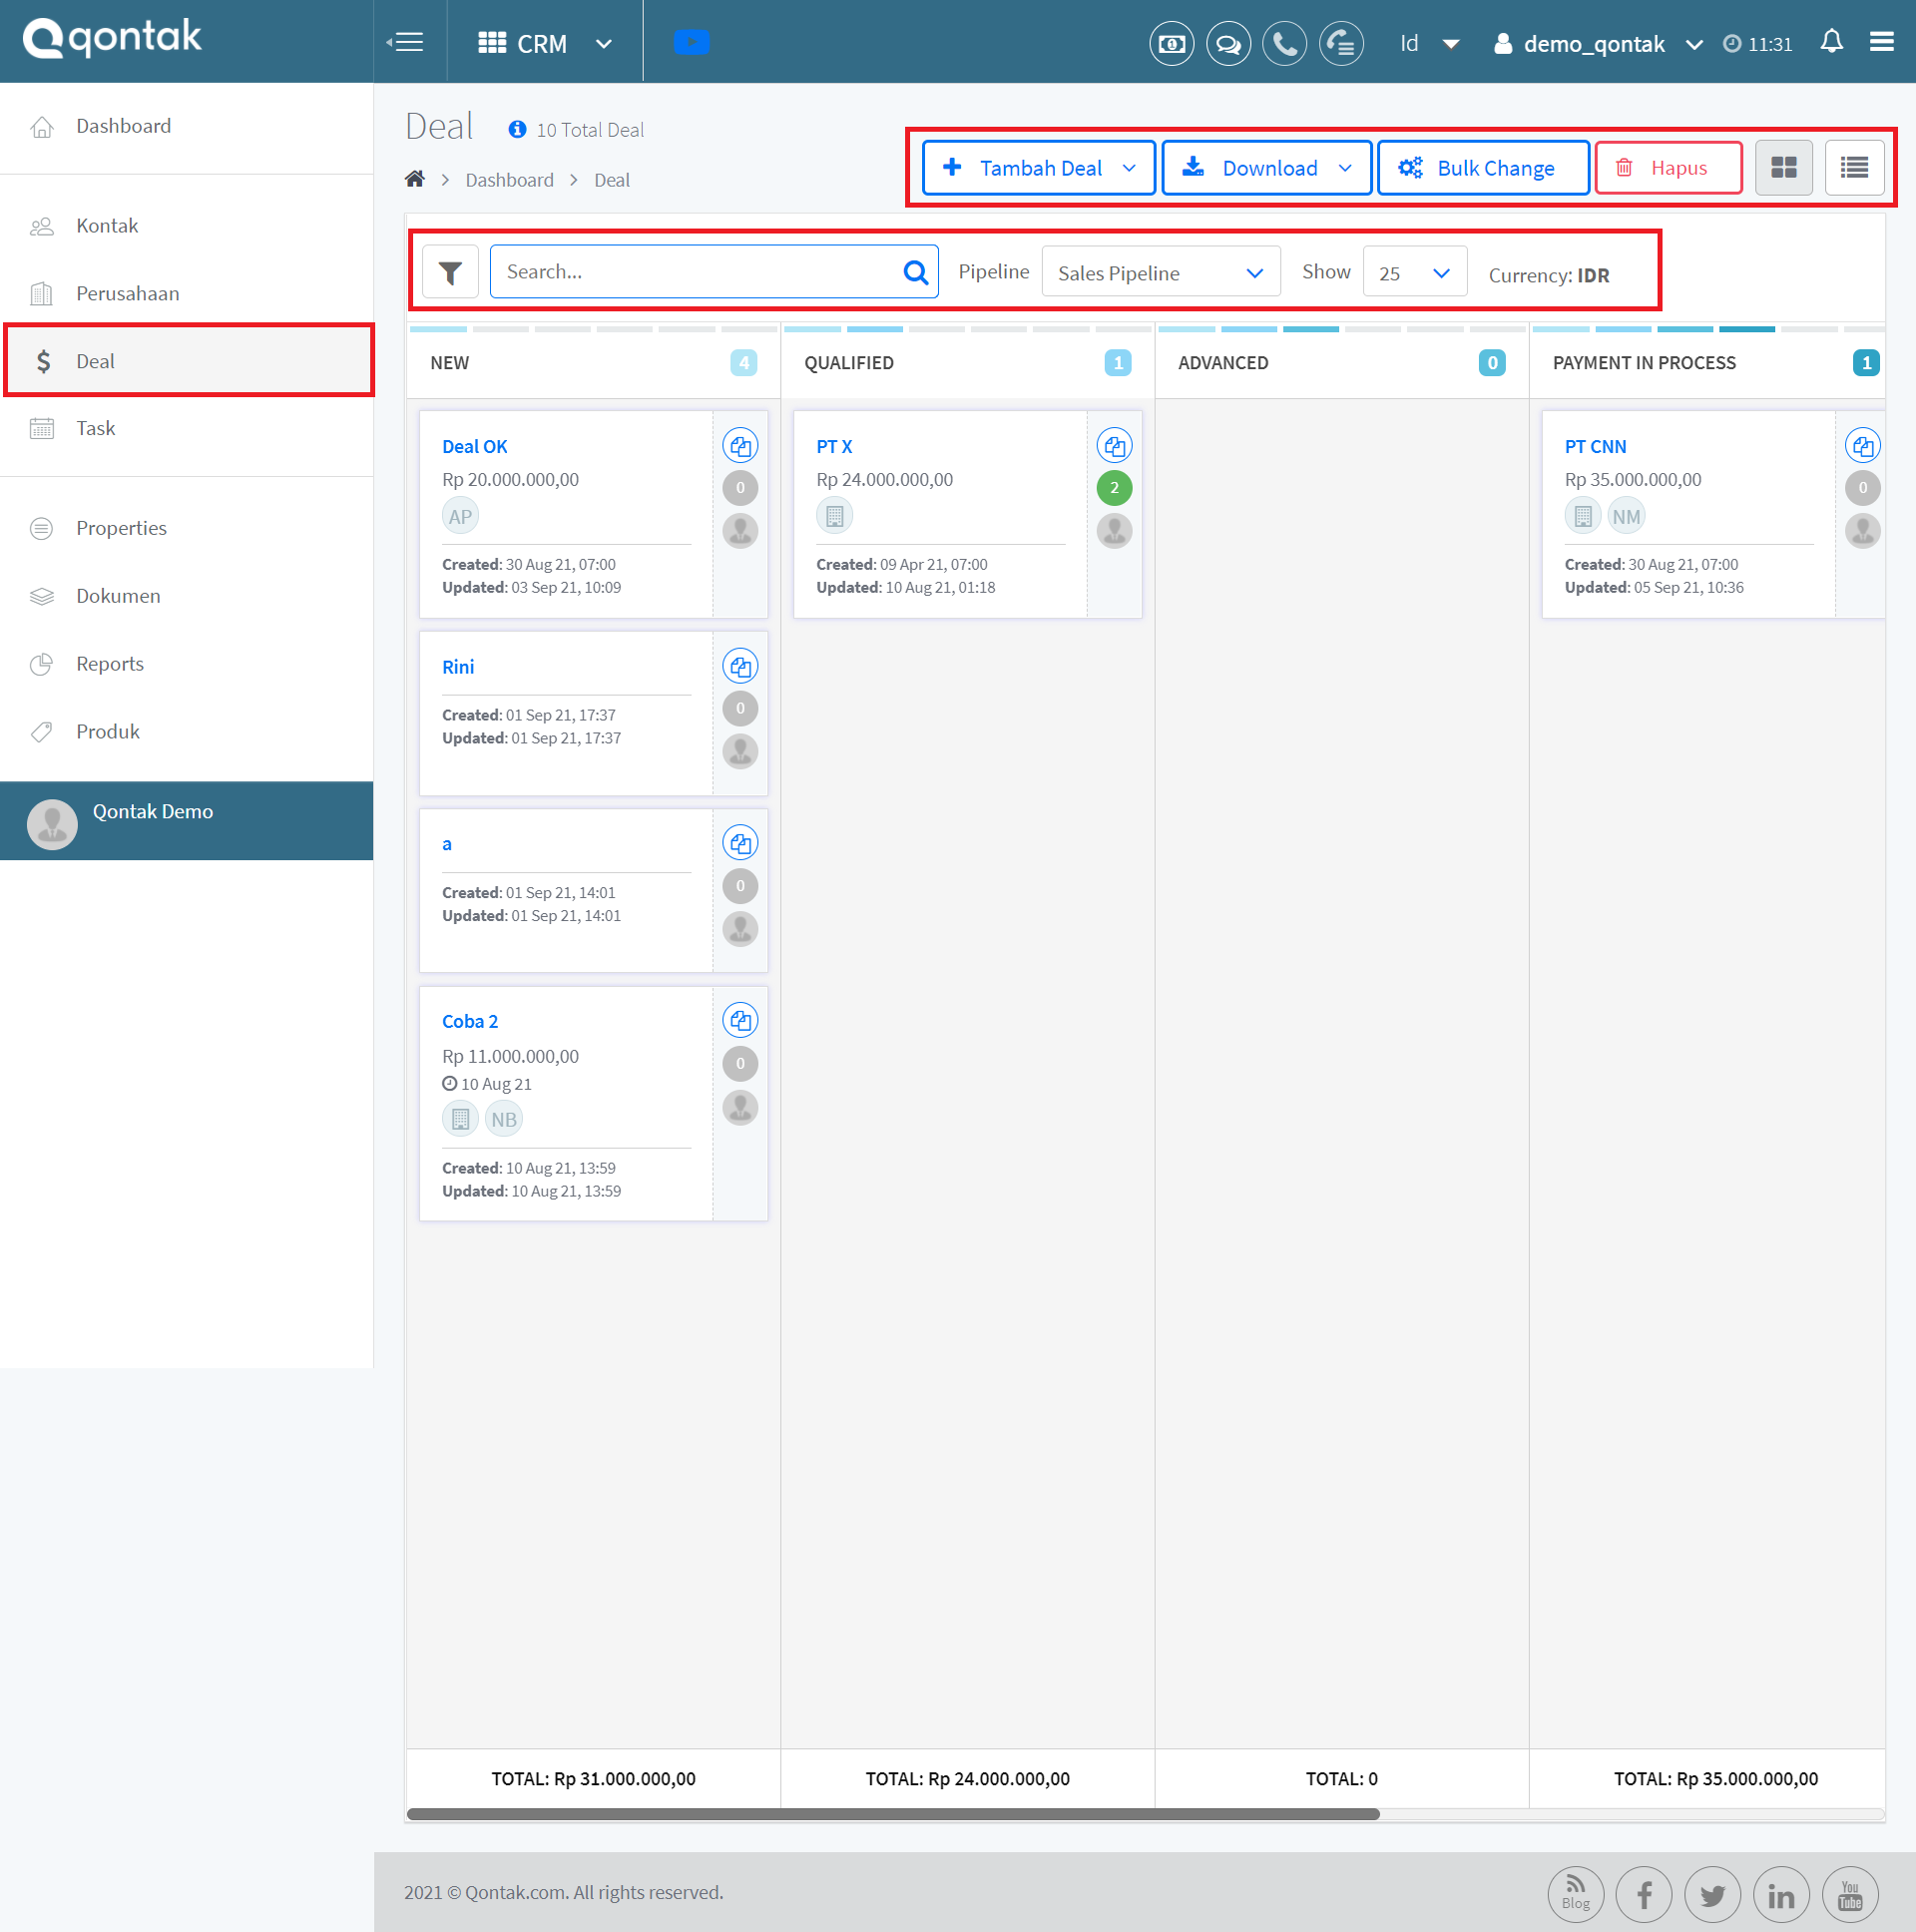 qontak
CRM
Id
demo_qontak
11:31
Dashboard
Kontak
Perusahaan
Deal
Task
Properties
Dokumen
Reports
Produk
Qontak Demo
Deal
10 Total Deal
Dashboard
Deal
Tambah Deal
Download
Bulk Change
Hapus
Search...
Pipeline
Sales Pipeline
Show
25
Currency: IDR
NEW
4
Deal OK
Rp 20.000.000,00
AP
0
Created: 30 Aug 21, 07:00
Updated: 03 Sep 21, 10:09
Rini
0
Created: 01 Sep 21, 17:37
Updated: 01 Sep 21, 17:37
a
0
Created: 01 Sep 21, 14:01
Updated: 01 Sep 21, 14:01
Coba 2
Rp 11.000.000,00
0
10 Aug 21
NB
Created: 10 Aug 21, 13:59
Updated: 10 Aug 21, 13:59
TOTAL: Rp 31.000.000,00
QUALIFIED
1
PT X
Rp 24.000.000,00
2
Created: 09 Apr 21, 07:00
Updated: 10 Aug 21, 01:18
TOTAL: Rp 24.000.000,00
ADVANCED
0
TOTAL: 0
PAYMENT IN PROCESS
1
PT CNN
Rp 35.000.000,00
0
NM
Created: 30 Aug 21, 07:00
Updated: 05 Sep 21, 10:36
TOTAL: Rp 35.000.000,00
2021 © Qontak.com. All rights reserved.
Blog
You
Tube